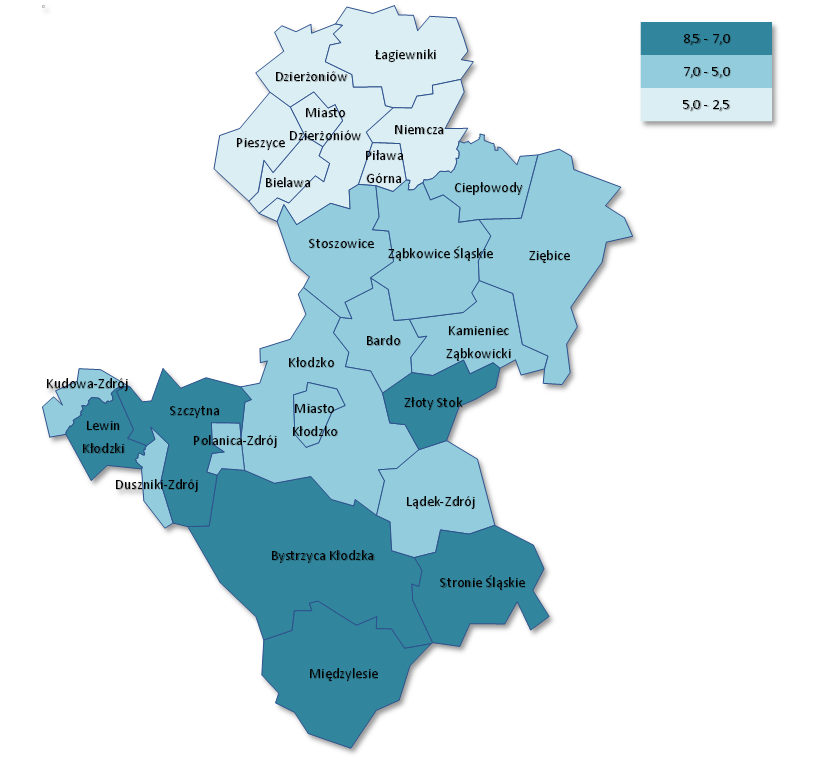 8,5 - 7,0
7,0 - 5,0
5,0 - 2,5
Łagiewniki
Dzierżoniów
Miasto
Dzierżoniów
Niemcza
Pieszyce
Piława
Górna
Bielawa
Ciepłowody
Stoszowice
Ząbkowice Śląskie
Ziębice
Kamieniec
Ząbkowicki
Bardo
Kłodzko
Kudowa-Zdrój
Szczytna
Miasto
Kłodzko
Złoty Stok
Lewin
Kłodzki
Polanica-Zdrój
Duszniki-Zdrój
Lądek-Zdrój
Bystrzyca Kłodzka
Stronie Śląskie
Międzylesie